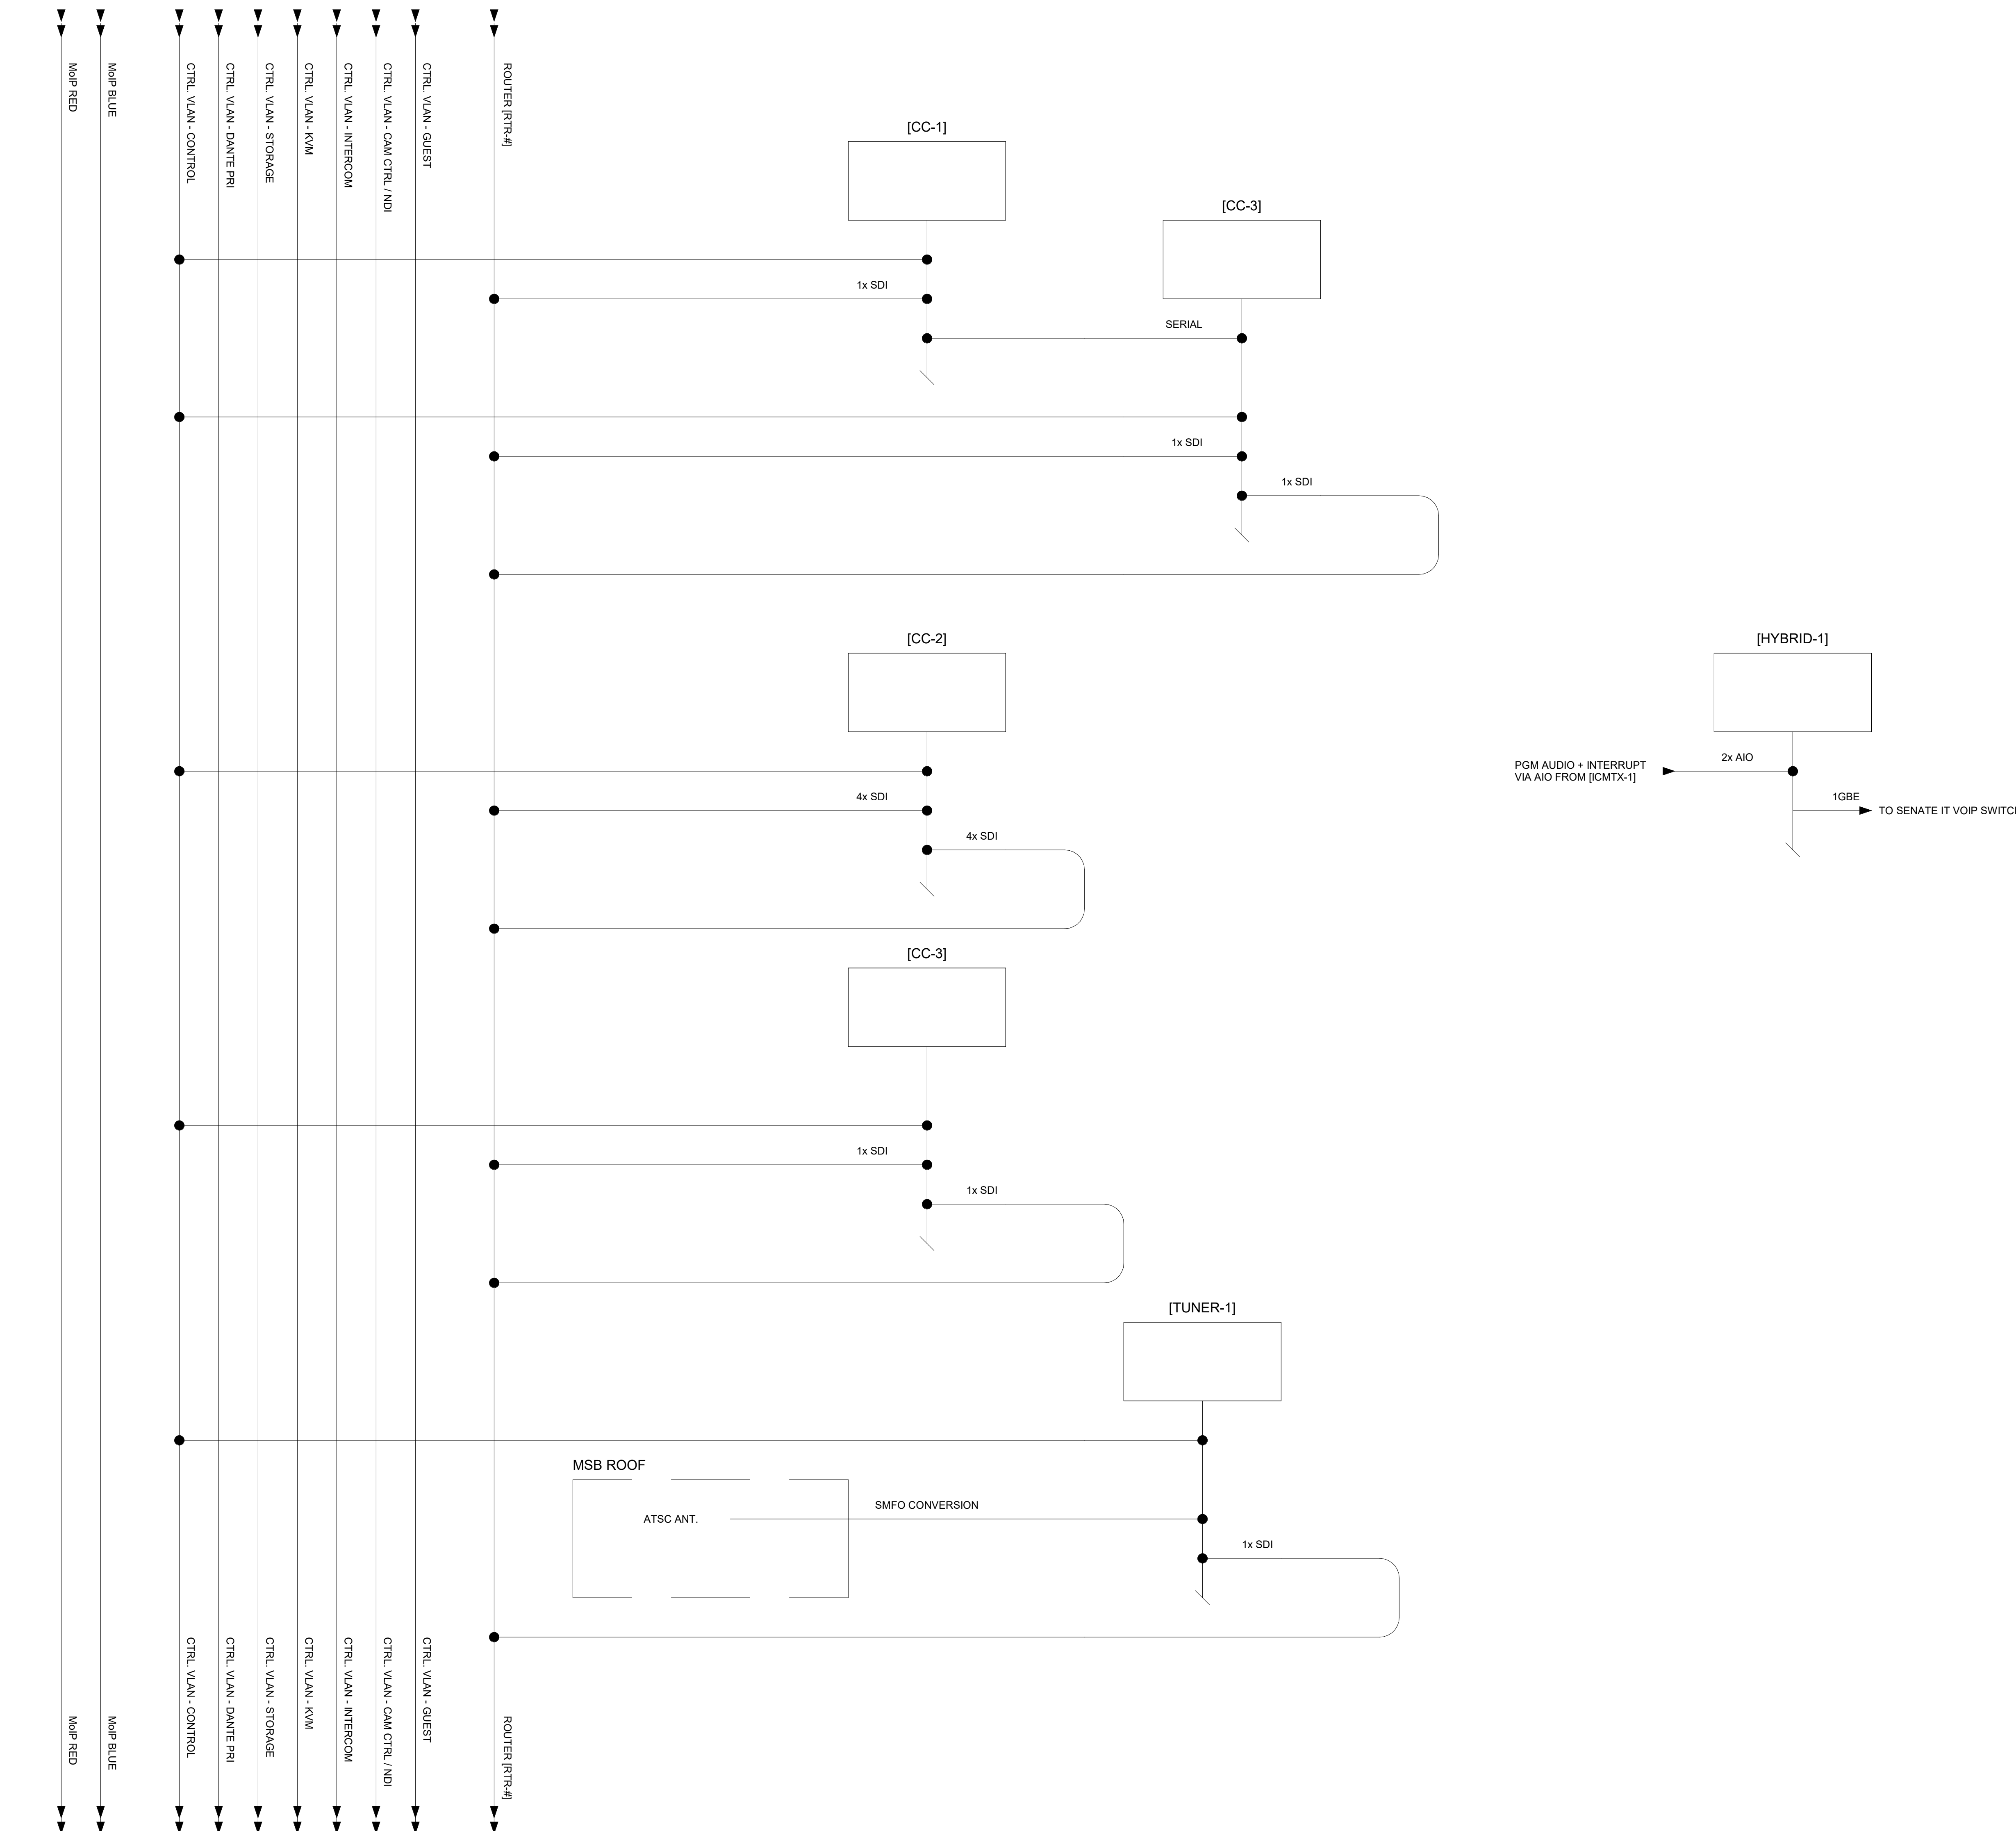 MoIP RED
MoIP BLUE
CTRL. VLAN - CONTROL
CTRL. VLAN - DANTE PRI
CTRL. VLAN - STORAGE
CTRL. VLAN - KVM
CTRL. VLAN - INTERCOM
CTRL. VLAN - CAM CTRL / NDI
CTRL. VLAN - GUEST
ROUTER [RTR-#]
[CC-1]
[CC-3]
1x SDI
SERIAL
1x SDI
1x SDI
[CC-2]
[HYBRID-1]
PGM AUDIO + INTERRUPT
VIA AIO FROM [ICMTX-1]
2x AIO
1GBE
TO SENATE IT VOIP SWITCH
4x SDI
4x SDI
[CC-3]
1x SDI
1x SDI
[TUNER-1]
MSB ROOF
ATSC ANT.
SMFO CONVERSION
1x SDI
MoIP RED
MoIP BLUE
CTRL. VLAN - CONTROL
CTRL. VLAN - DANTE PRI
CTRL. VLAN - STORAGE
CTRL. VLAN - KVM
CTRL. VLAN - INTERCOM
CTRL. VLAN - CAM CTRL / NDI
CTRL. VLAN - GUEST
ROUTER [RTR-#]